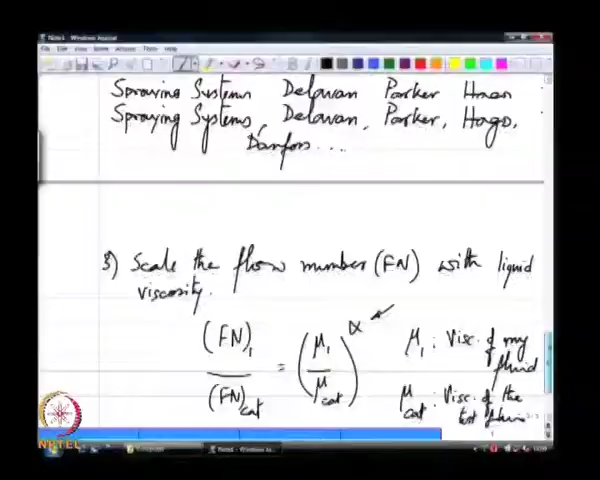 Spraying Systems Delavan Parker Hago
Spraying Systems, Delavan, Parker, Hago,
Danfoss...
3) Scale the flow number (FN) with liquid
viscosity.
(FN)₁ / (FN)cat = (μ₁ / μcat)^α
μ₁ : Visc. of my
fluid
μcat : Visc. of the
test fluid
NPTEL